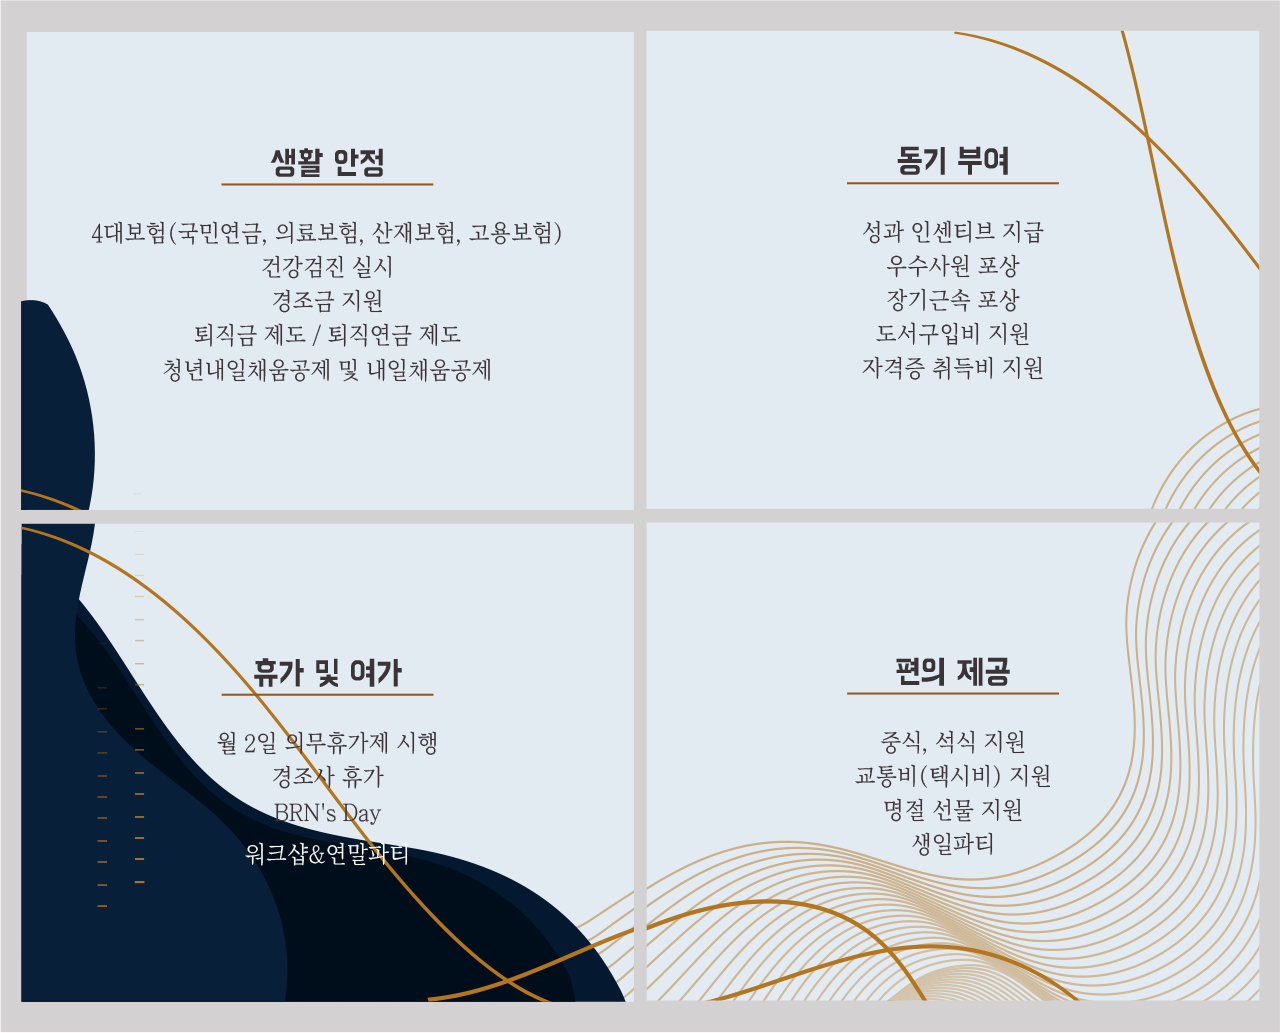 생활 안정
4대보험(국민연금, 의료보험, 산재보험, 고용보험)
건강검진 실시
경조금 지원
퇴직금 제도 / 퇴직연금 제도
청년내일채움공제 및 내일채움공제
동기 부여
성과 인센티브 지급
우수사원 포상
장기근속 포상
도서구입비 지원
자격증 취득비 지원
휴가 및 여가
월 2일 의무휴가제 시행
경조사 휴가
BRN's Day
워크샵&연말파티
편의 제공
중식, 석식 지원
교통비(택시비) 지원
명절 선물 지원
생일파티